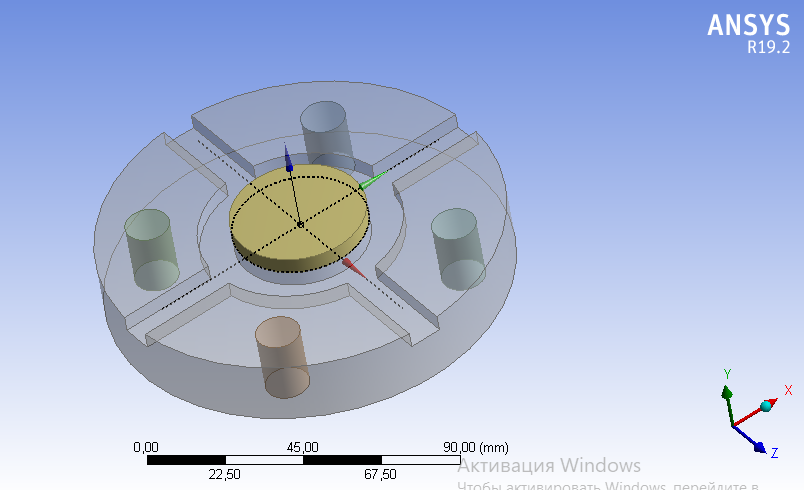 ANSYS
R19.2
Y
X
Z
0,00 45,00 90,00 (mm)
22,50 67,50
Активация Windows
Чтобы активировать Windows, перейдите в